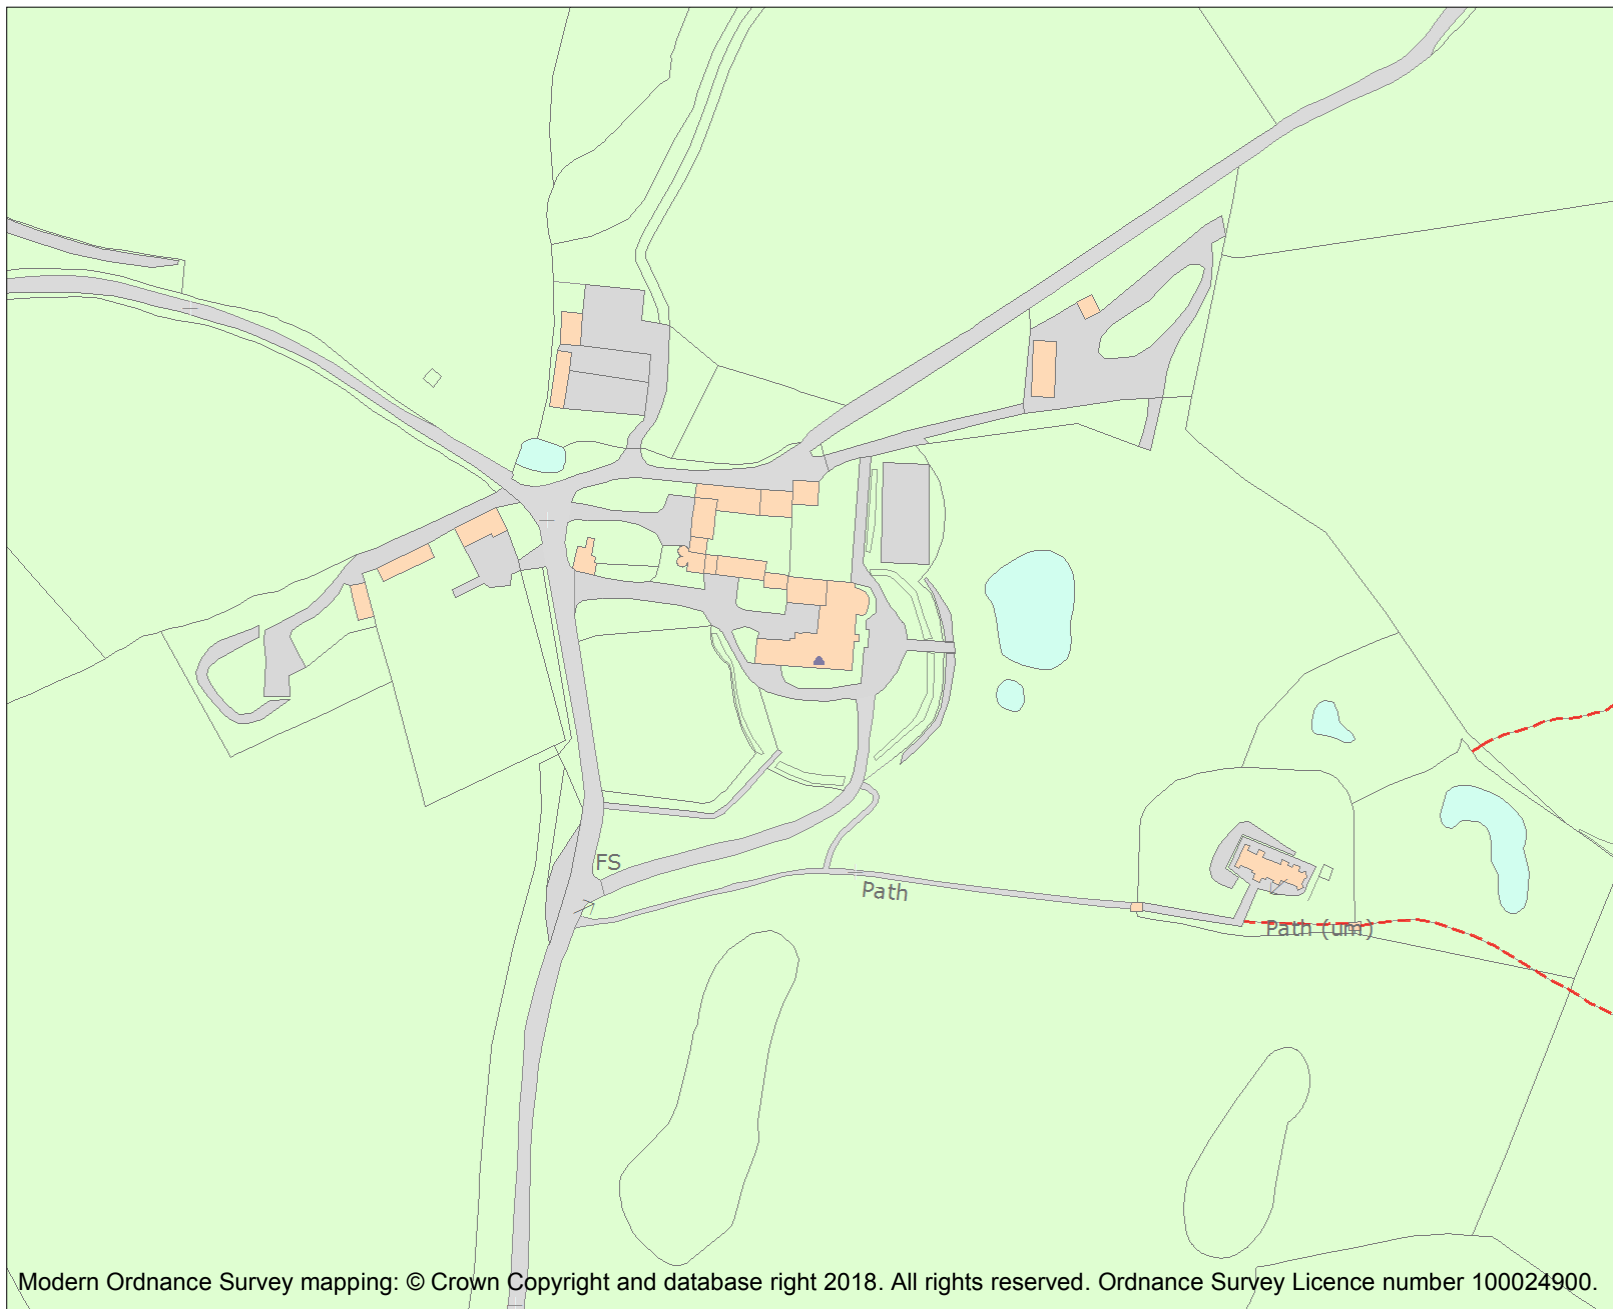 FS
Path
Path (um)
Modern Ordnance Survey mapping: © Crown Copyright and database right 2018. All rights reserved. Ordnance Survey Licence number 100024900.